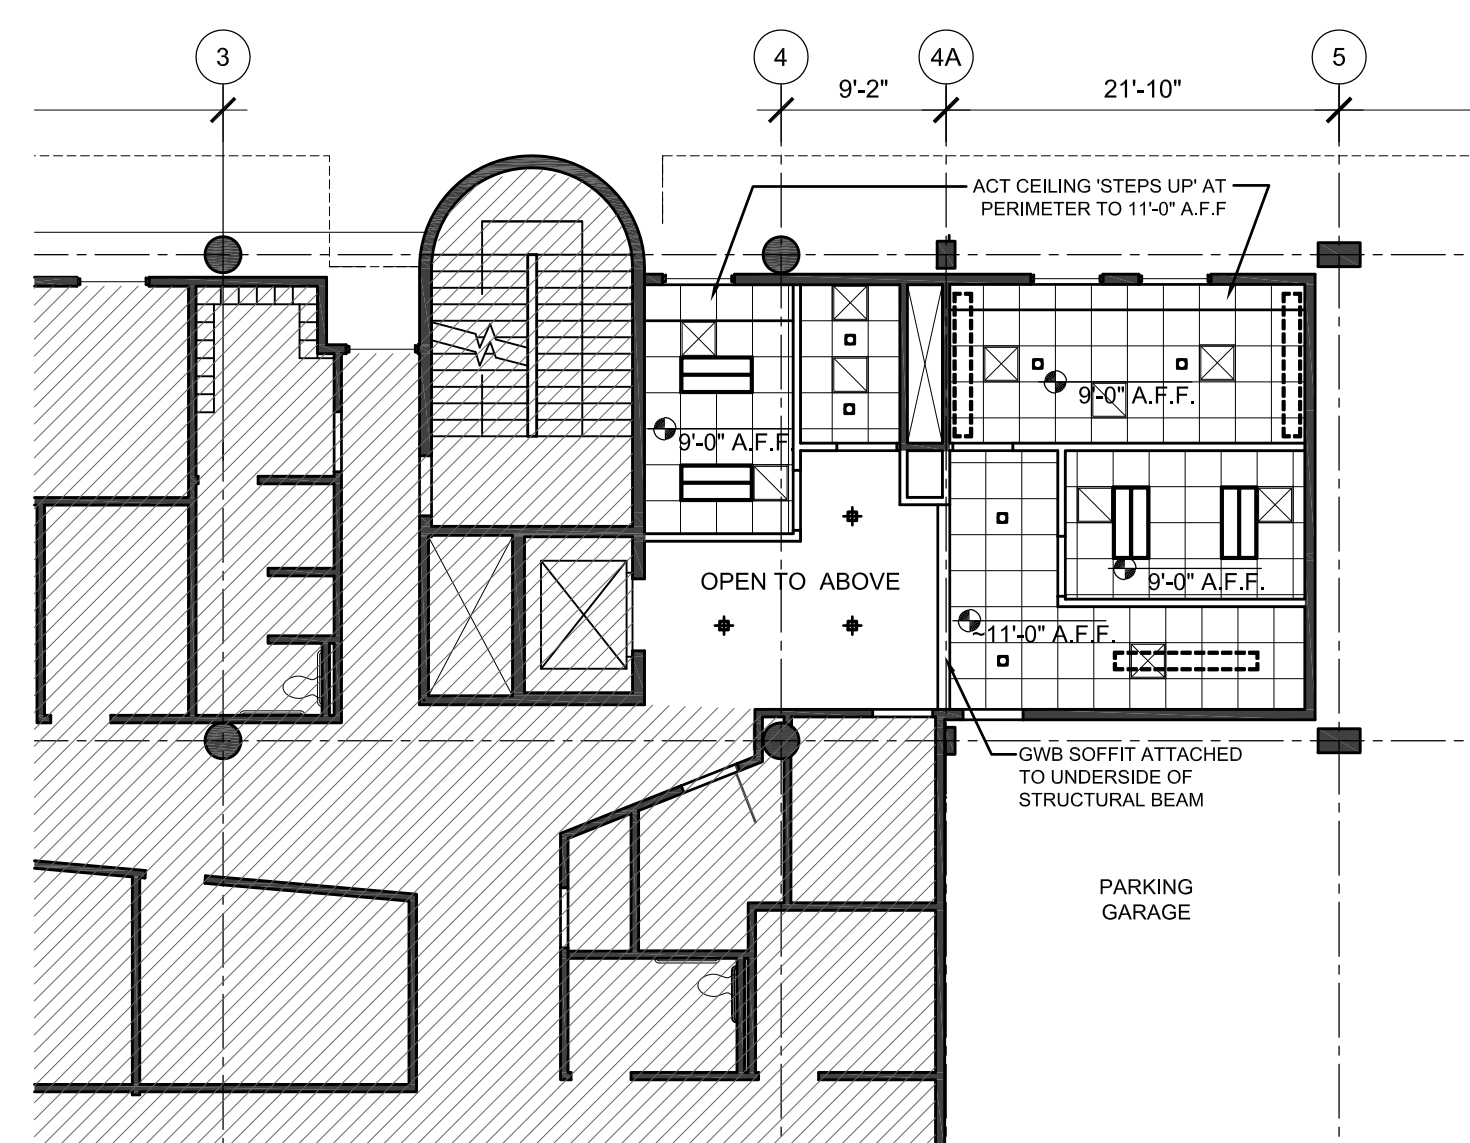 3
4
4A
5
9'-2"
21'-10"
ACT CEILING 'STEPS UP' AT
PERIMETER TO 11'-0" A.F.F
9'-0" A.F.F.
9'-0" A.F.F.
OPEN TO ABOVE
9'-0" A.F.F.
~11'-0" A.F.F.
GWB SOFFIT ATTACHED
TO UNDERSIDE OF
STRUCTURAL BEAM
PARKING
GARAGE